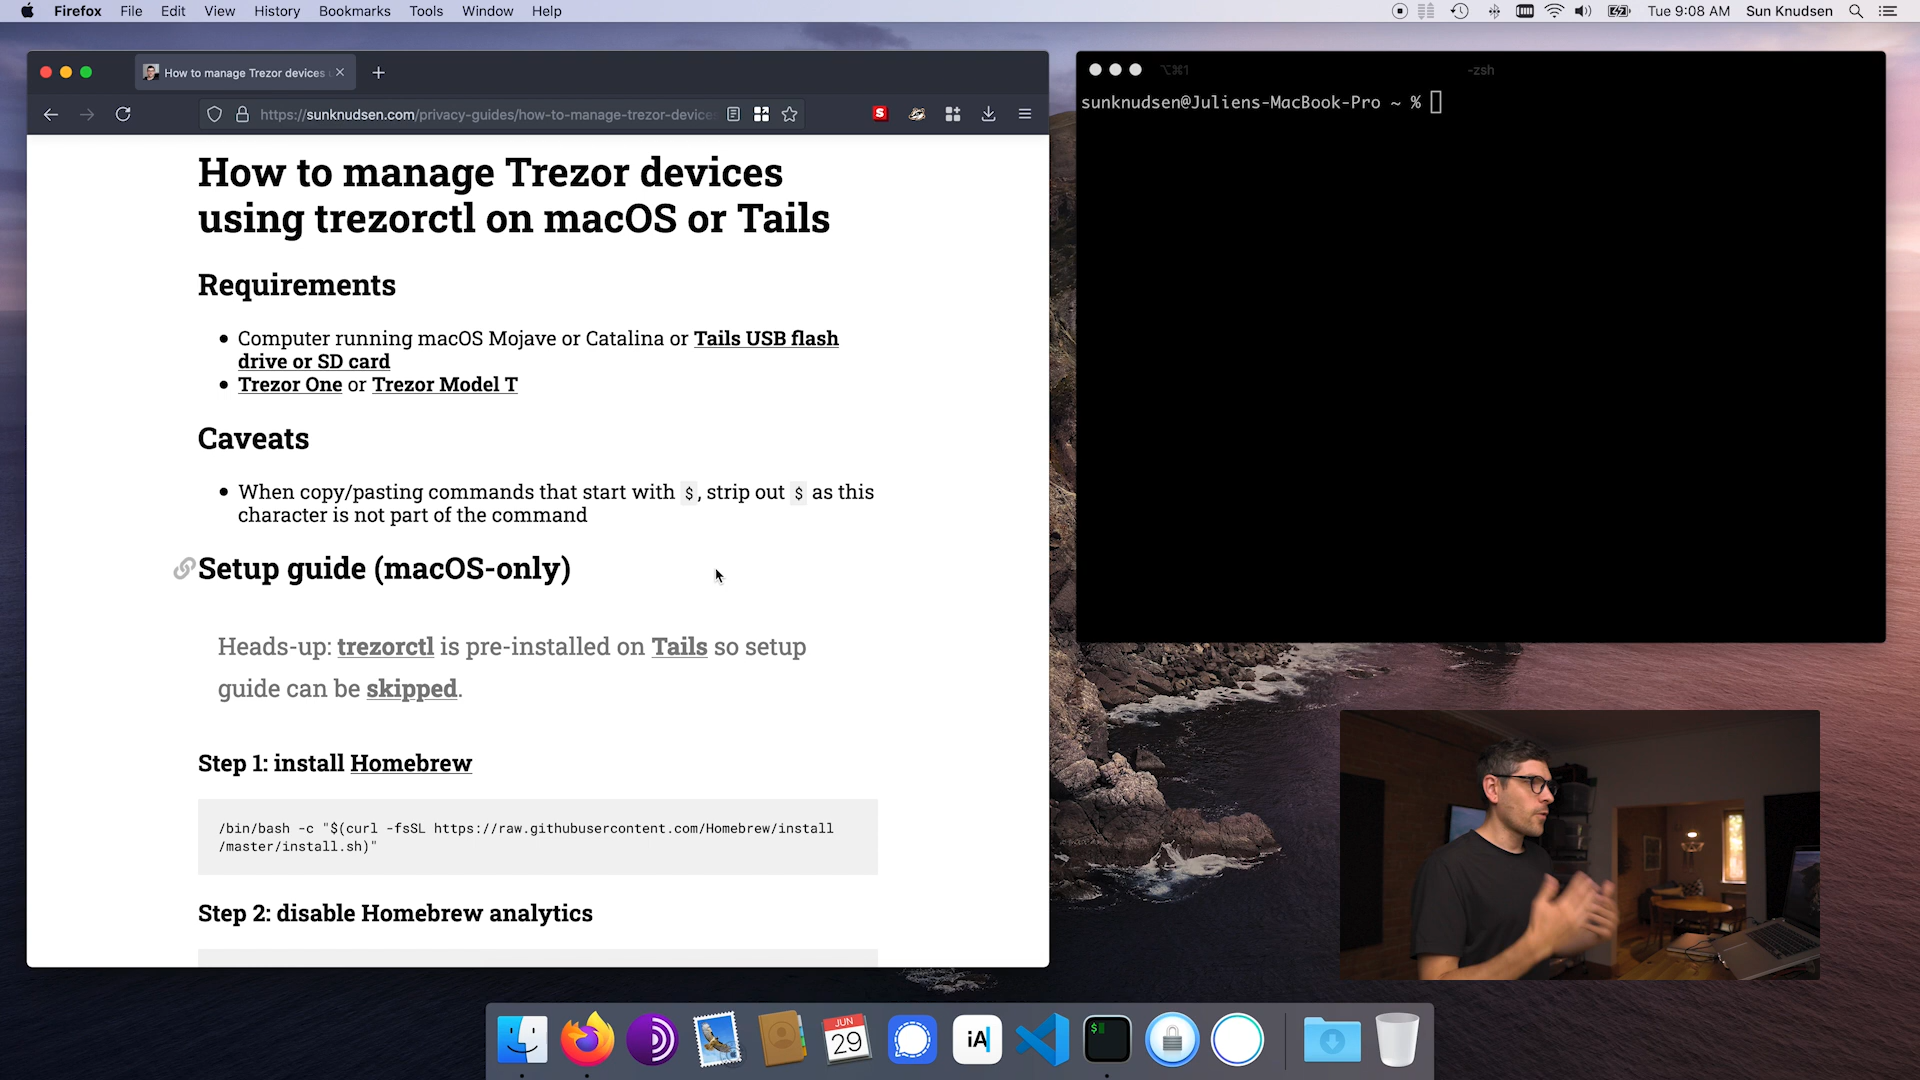 Firefox File Edit View History Bookmarks Tools Window Help
Tue 9:08 AM Sun Knudsen
How to manage Trezor devices
https://sunknudsen.com/privacy-guides/how-to-manage-trezor-device
How to manage Trezor devices
using trezorctl on macOS or Tails
Requirements
Computer running macOS Mojave or Catalina or Tails USB flash
drive or SD card
Trezor One or Trezor Model T
Caveats
When copy/pasting commands that start with $, strip out $ as this
character is not part of the command
Setup guide (macOS-only)
Heads-up: trezorctl is pre-installed on Tails so setup
guide can be skipped.
Step 1: install Homebrew
/bin/bash -c "$(curl -fsSL https://raw.githubusercontent.com/Homebrew/install
/master/install.sh)"
Step 2: disable Homebrew analytics
⌥⌘1
-zsh
sunknudsen@Juliens-MacBook-Pro ~ %
JUN
29
iA
$